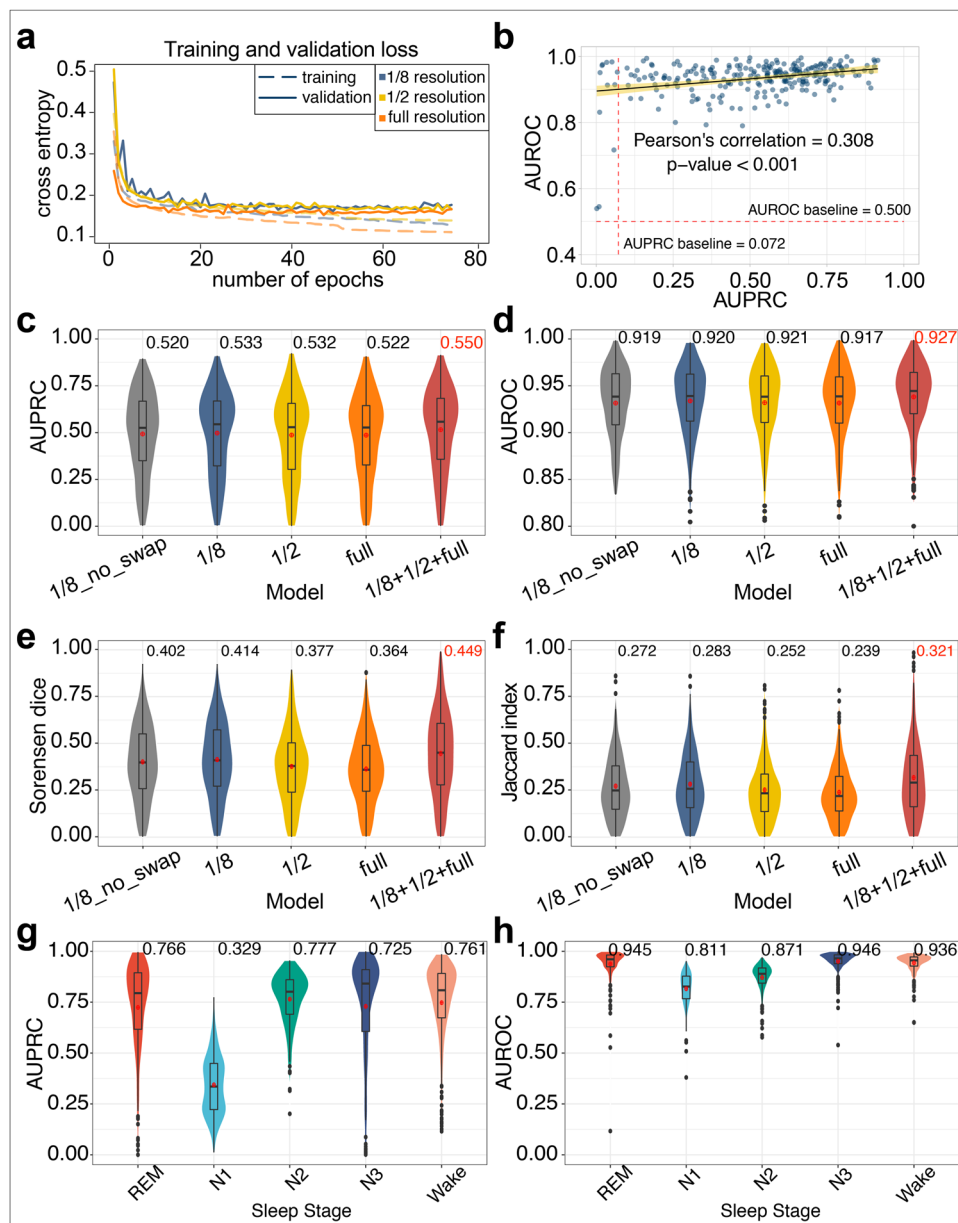 a
Training and validation loss
training
validation
1/8 resolution
1/2 resolution
full resolution
cross entropy
0.5
0.4
0.3
0.2
0.1
0 20 40 60 80
number of epochs
b
AUROC
1.0
0.8
0.6
0.4
Pearson's correlation = 0.308
p−value < 0.001
AUROC baseline = 0.500
AUPRC baseline = 0.072
0.00 0.25 0.50 0.75 1.00
AUPRC
c
AUPRC
1.00
0.75
0.50
0.25
0.00
0.520 0.533 0.532 0.522 0.550
1/8_no_swap 1/8 1/2 full 1/8+1/2+full
Model
d
AUROC
1.00
0.95
0.90
0.85
0.80
0.919 0.920 0.921 0.917 0.927
1/8_no_swap 1/8 1/2 full 1/8+1/2+full
Model
e
Sorensen dice
1.00
0.75
0.50
0.25
0.00
0.402 0.414 0.377 0.364 0.449
1/8_no_swap 1/8 1/2 full 1/8+1/2+full
Model
f
Jaccard index
1.00
0.75
0.50
0.25
0.00
0.272 0.283 0.252 0.239 0.321
1/8_no_swap 1/8 1/2 full 1/8+1/2+full
Model
g
AUPRC
1.00
0.75
0.50
0.25
0.00
0.766 0.329 0.777 0.725 0.761
REM N1 N2 N3 Wake
Sleep Stage
h
AUROC
1.00
0.75
0.50
0.25
0.00
0.945 0.811 0.871 0.946 0.936
REM N1 N2 N3 Wake
Sleep Stage